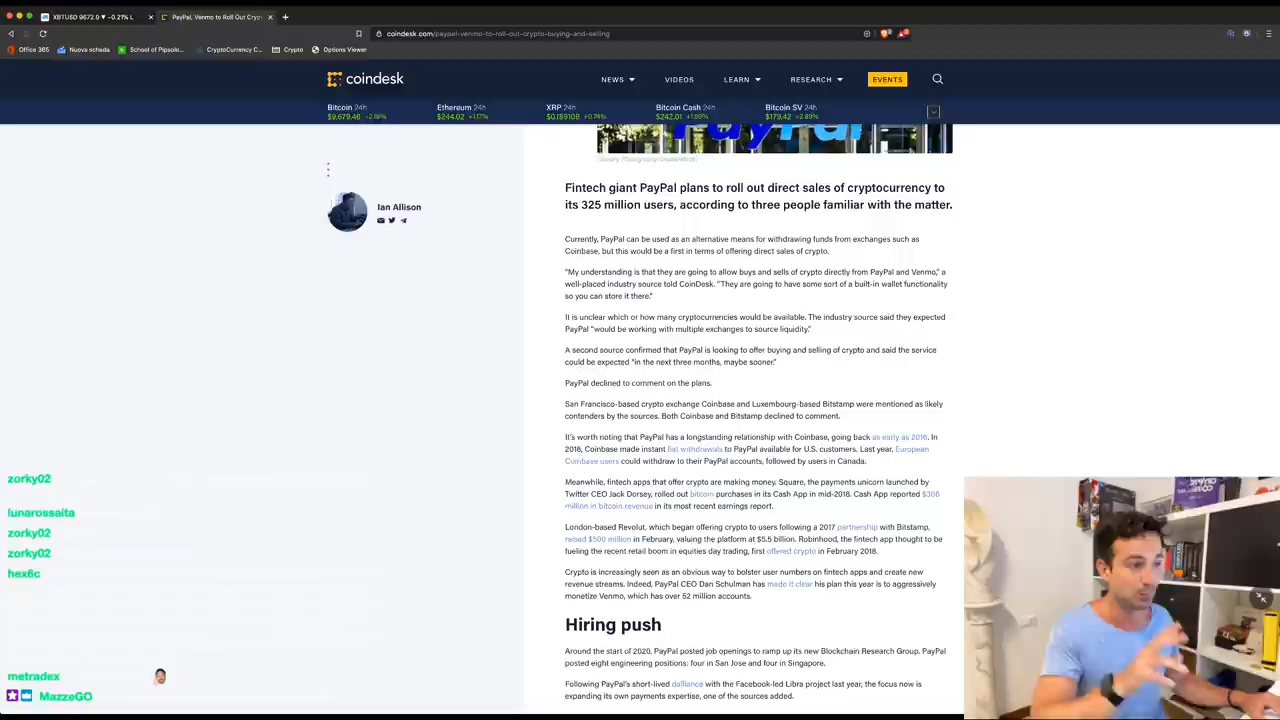 XBTUSD 9672.0 ▼ -0.21% L
PayPal, Venmo to Roll Out Cryp
coindesk.com/paypal-venmo-to-roll-out-crypto-buying-and-selling
Office 365
Nuova scheda
School of Pipsolo...
CryptoCurrency C...
Crypto
Options Viewer
coindesk
NEWS
VIDEOS
LEARN
RESEARCH
EVENTS
Bitcoin 24h
$9,679.46 +2.18%
Ethereum 24h
$244.02 +1.17%
XRP 24h
$0.189108 +0.74%
Bitcoin Cash 24h
$242.01 +1.60%
Bitcoin SV 24h
$179.42 +2.89%
PayPal
Ian Allison
Fintech giant PayPal plans to roll out direct sales of cryptocurrency to
its 325 million users, according to three people familiar with the matter.
Currently, PayPal can be used as an alternative means for withdrawing funds from exchanges such as
Coinbase, but this would be a first in terms of offering direct sales of crypto.
“My understanding is that they are going to allow buys and sells of crypto directly from PayPal and Venmo,” a
well-placed industry source told CoinDesk. “They are going to have some sort of a built-in wallet functionality
so you can store it there.”
It is unclear which or how many cryptocurrencies would be available. The industry source said they expected
PayPal “would be working with multiple exchanges to source liquidity.”
A second source confirmed that PayPal is looking to offer buying and selling of crypto and said the service
could be expected “in the next three months, maybe sooner.”
PayPal declined to comment on the plans.
San Francisco-based crypto exchange Coinbase and Luxembourg-based Bitstamp were mentioned as likely
contenders by the sources. Both Coinbase and Bitstamp declined to comment.
It’s worth noting that PayPal has a longstanding relationship with Coinbase, going back as early as 2016. In
2018, Coinbase made instant fiat withdrawals to PayPal available for U.S. customers. Last year, European
Coinbase users could withdraw to their PayPal accounts, followed by users in Canada.
Meanwhile, fintech apps that offer crypto are making money. Square, the payments unicorn launched by
Twitter CEO Jack Dorsey, rolled out bitcoin purchases in its Cash App in mid-2018. Cash App reported $306
million in bitcoin revenue in its most recent earnings report.
London-based Revolut, which began offering crypto to users following a 2017 partnership with Bitstamp,
raised $500 million in February, valuing the platform at $5.5 billion. Robinhood, the fintech app thought to be
fueling the recent retail boom in equities day trading, first offered crypto in February 2018.
Crypto is increasingly seen as an obvious way to bolster user numbers on fintech apps and create new
revenue streams. Indeed, PayPal CEO Dan Schulman has made it clear his plan this year is to aggressively
monetize Venmo, which has over 52 million accounts.
Hiring push
Around the start of 2020, PayPal posted job openings to ramp up its new Blockchain Research Group. PayPal
posted eight engineering positions: four in San Jose and four in Singapore.
Following PayPal’s short-lived dalliance with the Facebook-led Libra project last year, the focus now is
expanding its own payments expertise, one of the sources added.
zorky02
lunarossaita
zorky02
zorky02
hex6c
metradex
MazzeGO